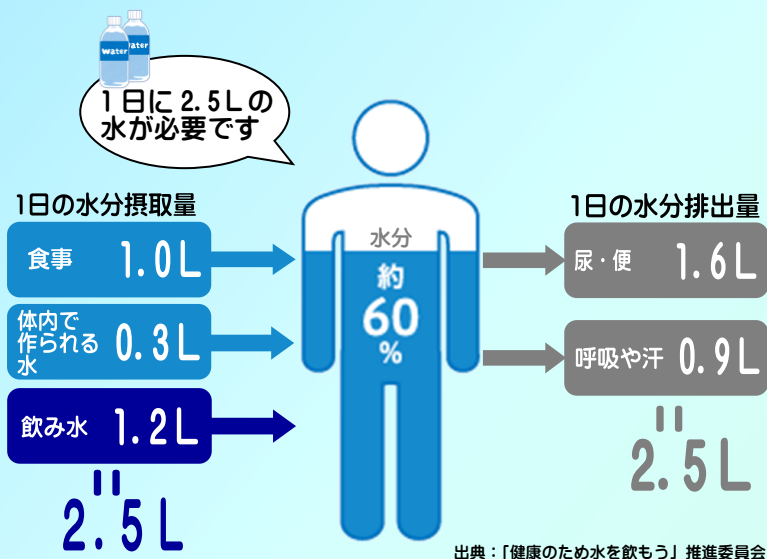 water
water
1日に2.5Lの
水が必要です
1日の水分摂取量
食事 1.0L
体内で
作られる
水
0.3L
飲み水 1.2L
2.5L
水分
約
60
%
1日の水分排出量
尿・便 1.6L
呼吸や汗 0.9L
2.5L
出典：「健康のため水を飲もう」推進委員会